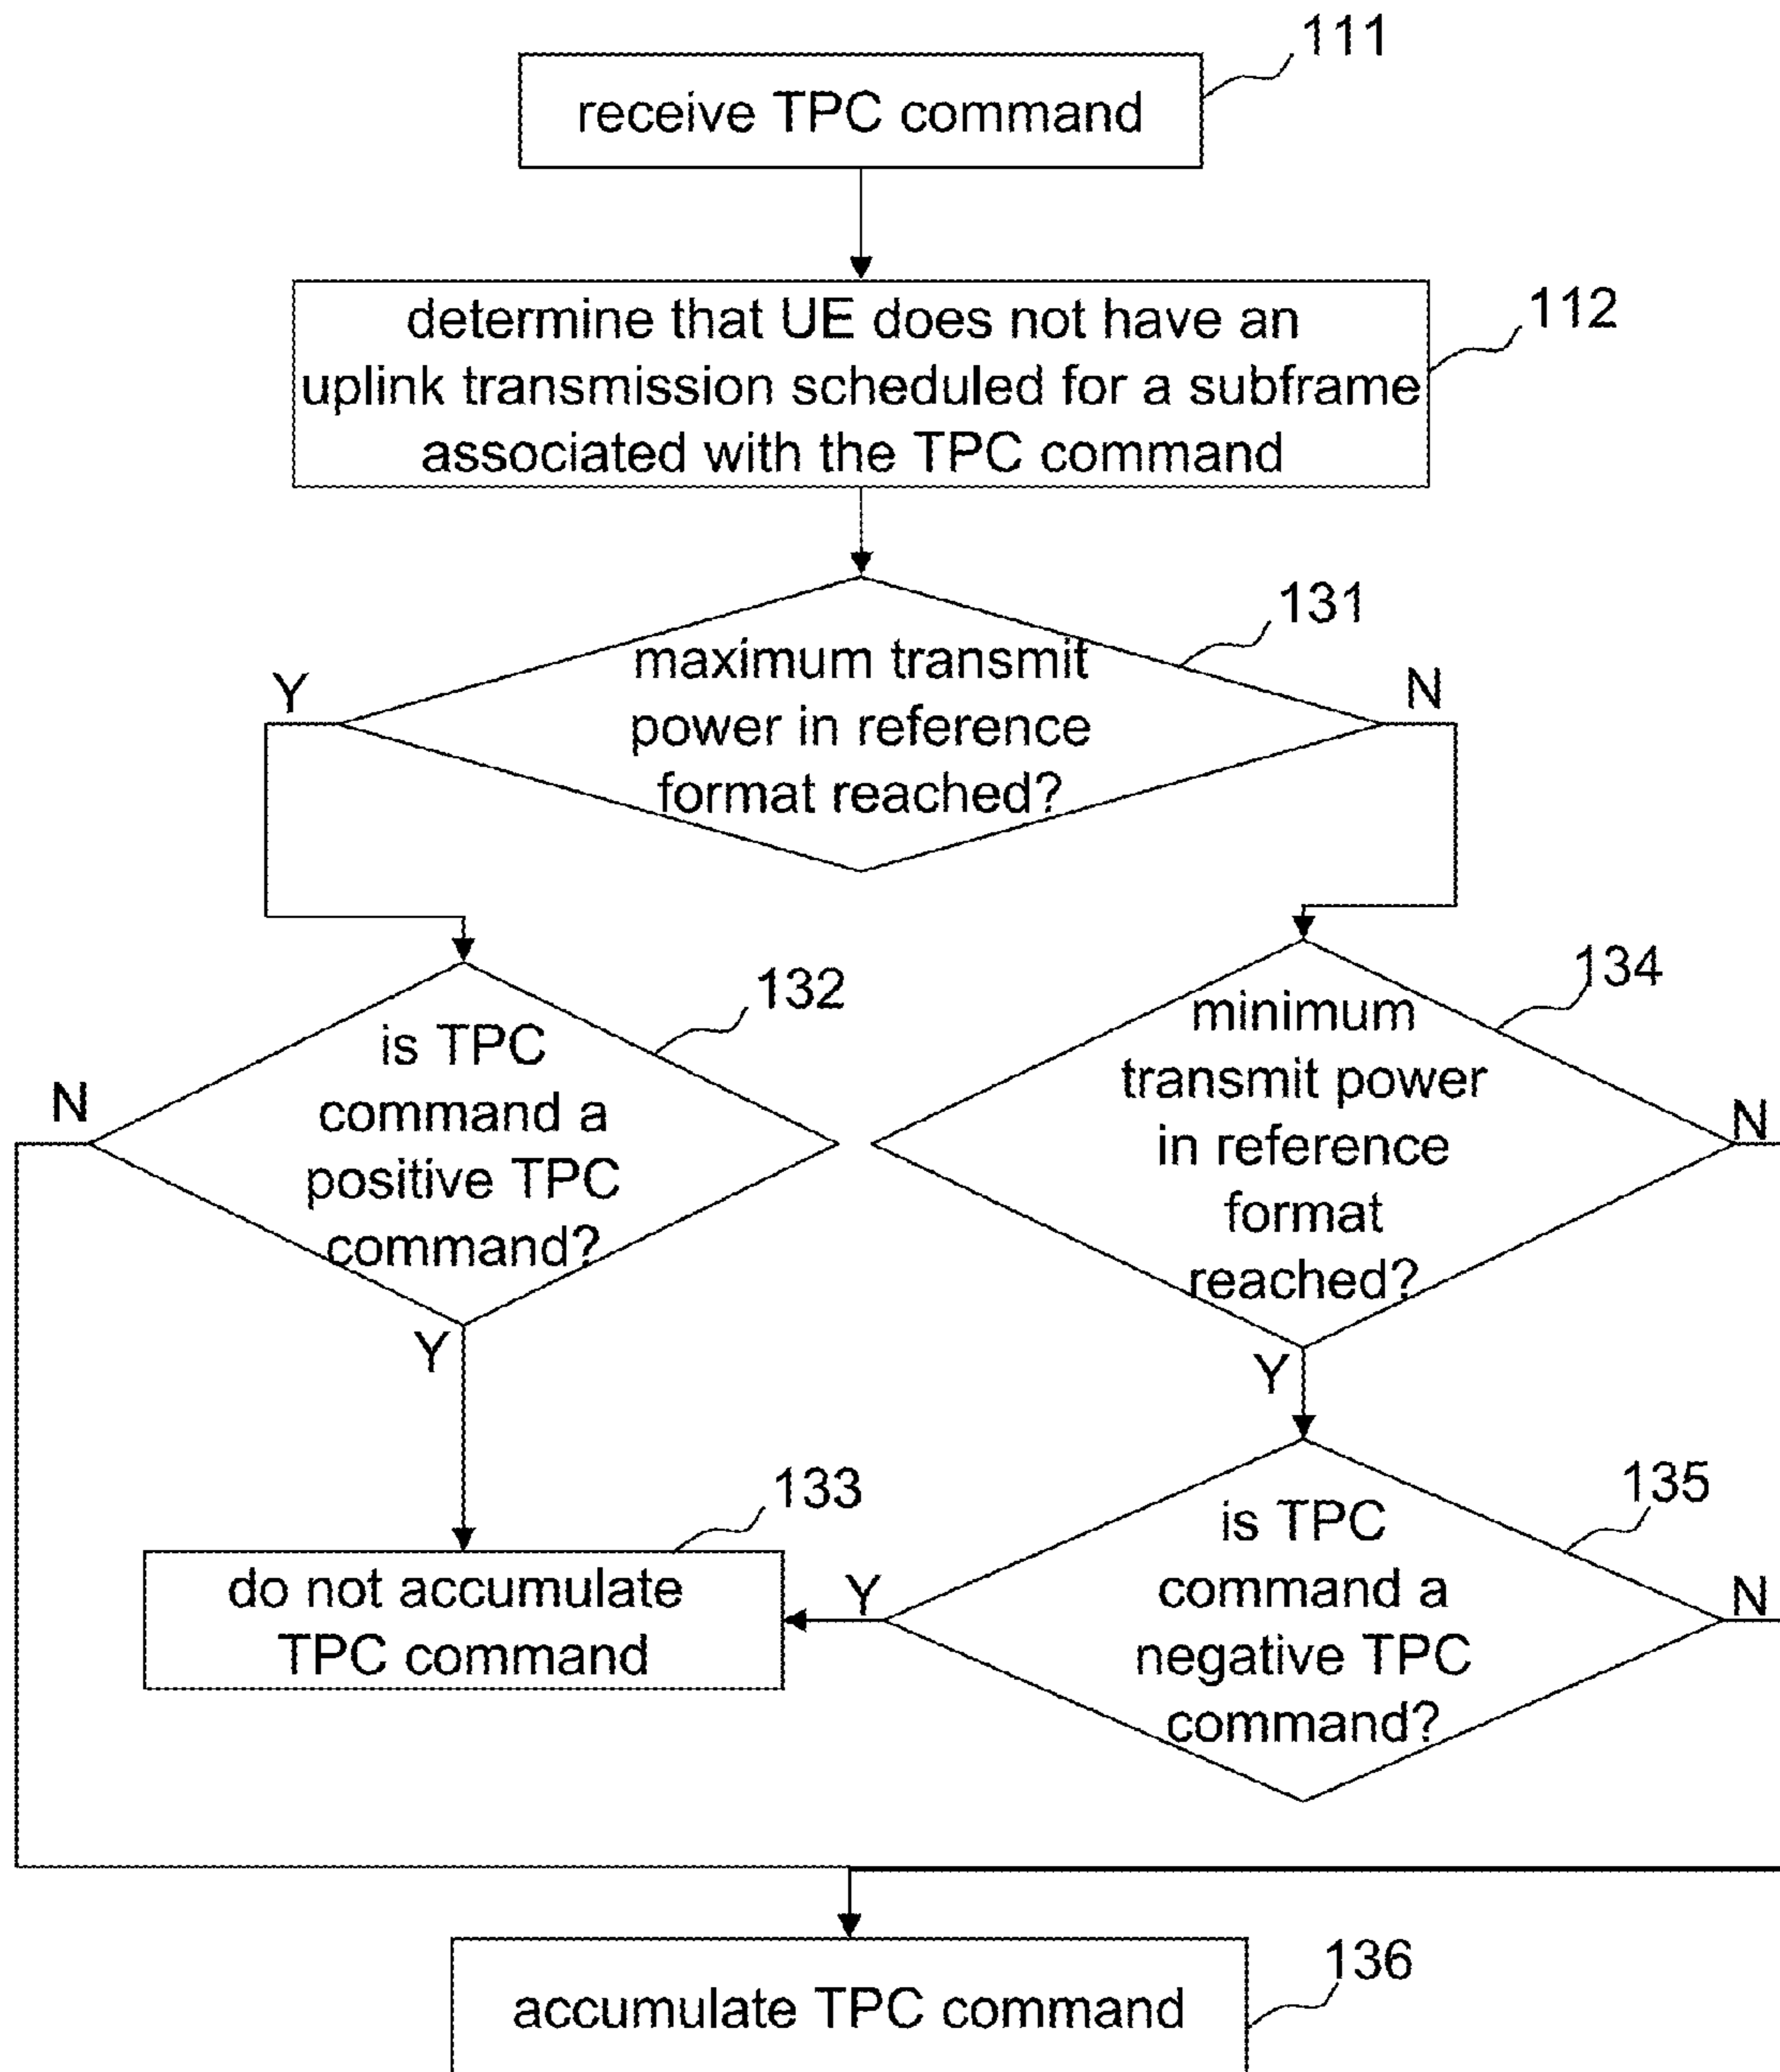 111
receive TPC command
112
determine that UE does not have an
uplink transmission scheduled for a subframe
associated with the TPC command
131
maximum transmit
power in reference
format reached?
Y
N
132
is TPC
command a
positive TPC
command?
N
Y
134
minimum
transmit power
in reference
format
reached?
N
Y
133
do not accumulate
TPC command
135
is TPC
command a
negative TPC
command?
Y
N
136
accumulate TPC command